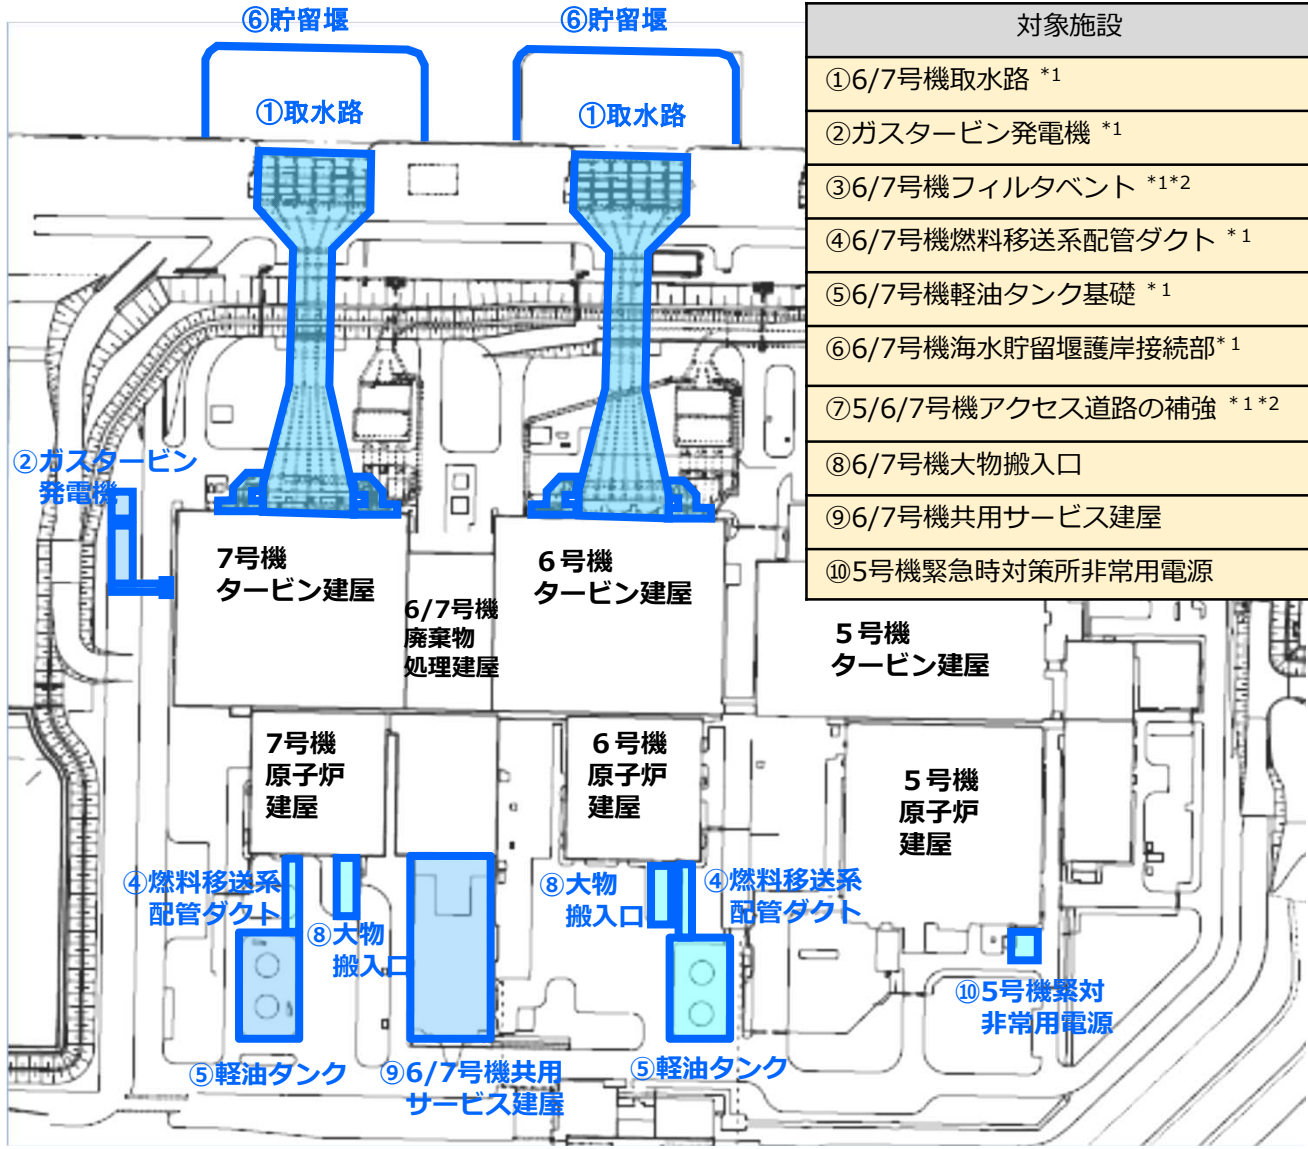 ⑥貯留堰
⑥貯留堰
①取水路
①取水路
対象施設
①6/7号機取水路 *1
②ガスタービン発電機 *1
③6/7号機フィルタベント *1*2
④6/7号機燃料移送系配管ダクト *1
⑤6/7号機軽油タンク基礎 *1
⑥6/7号機海水貯留堰護岸接続部*1
⑦5/6/7号機アクセス道路の補強 *1*2
⑧6/7号機大物搬入口
⑨6/7号機共用サービス建屋
⑩5号機緊急時対策所非常用電源
②ガスタービン
発電機
7号機
タービン建屋
6/7号機
廃棄物
処理建屋
６号機
タービン建屋
５号機
タービン建屋
7号機
原子炉
建屋
６号機
原子炉
建屋
５号機
原子炉
建屋
④燃料移送系
配管ダクト
⑧大物
搬入口
⑧大物
搬入口
④燃料移送系
配管ダクト
⑩5号機緊対
非常用電源
⑤軽油タンク
⑨6/7号機共用
サービス建屋
⑤軽油タンク